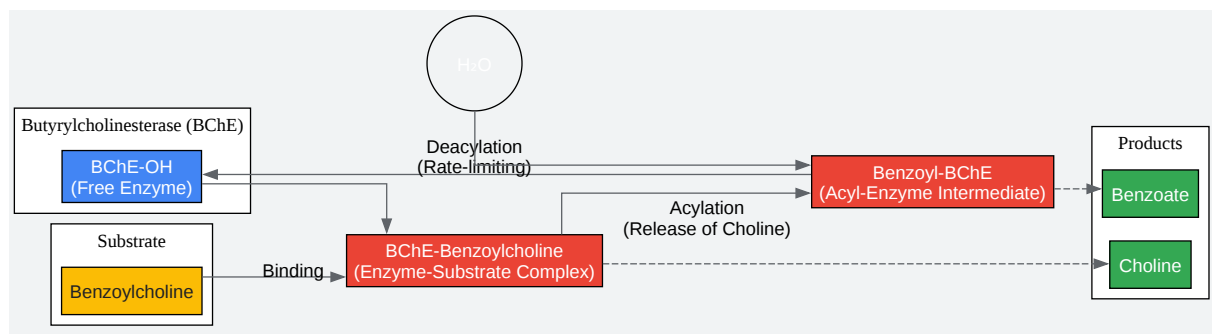 H₂O
Butyrylcholinesterase (BChE)
BChE-OH
(Free Enzyme)
Deacylation
(Rate-limiting)
Benzoyl-BChE
(Acyl-Enzyme Intermediate)
Products
Benzoate
Acylation
(Release of Choline)
Substrate
Benzoylcholine
Binding
BChE-Benzoylcholine
(Enzyme-Substrate Complex)
Choline